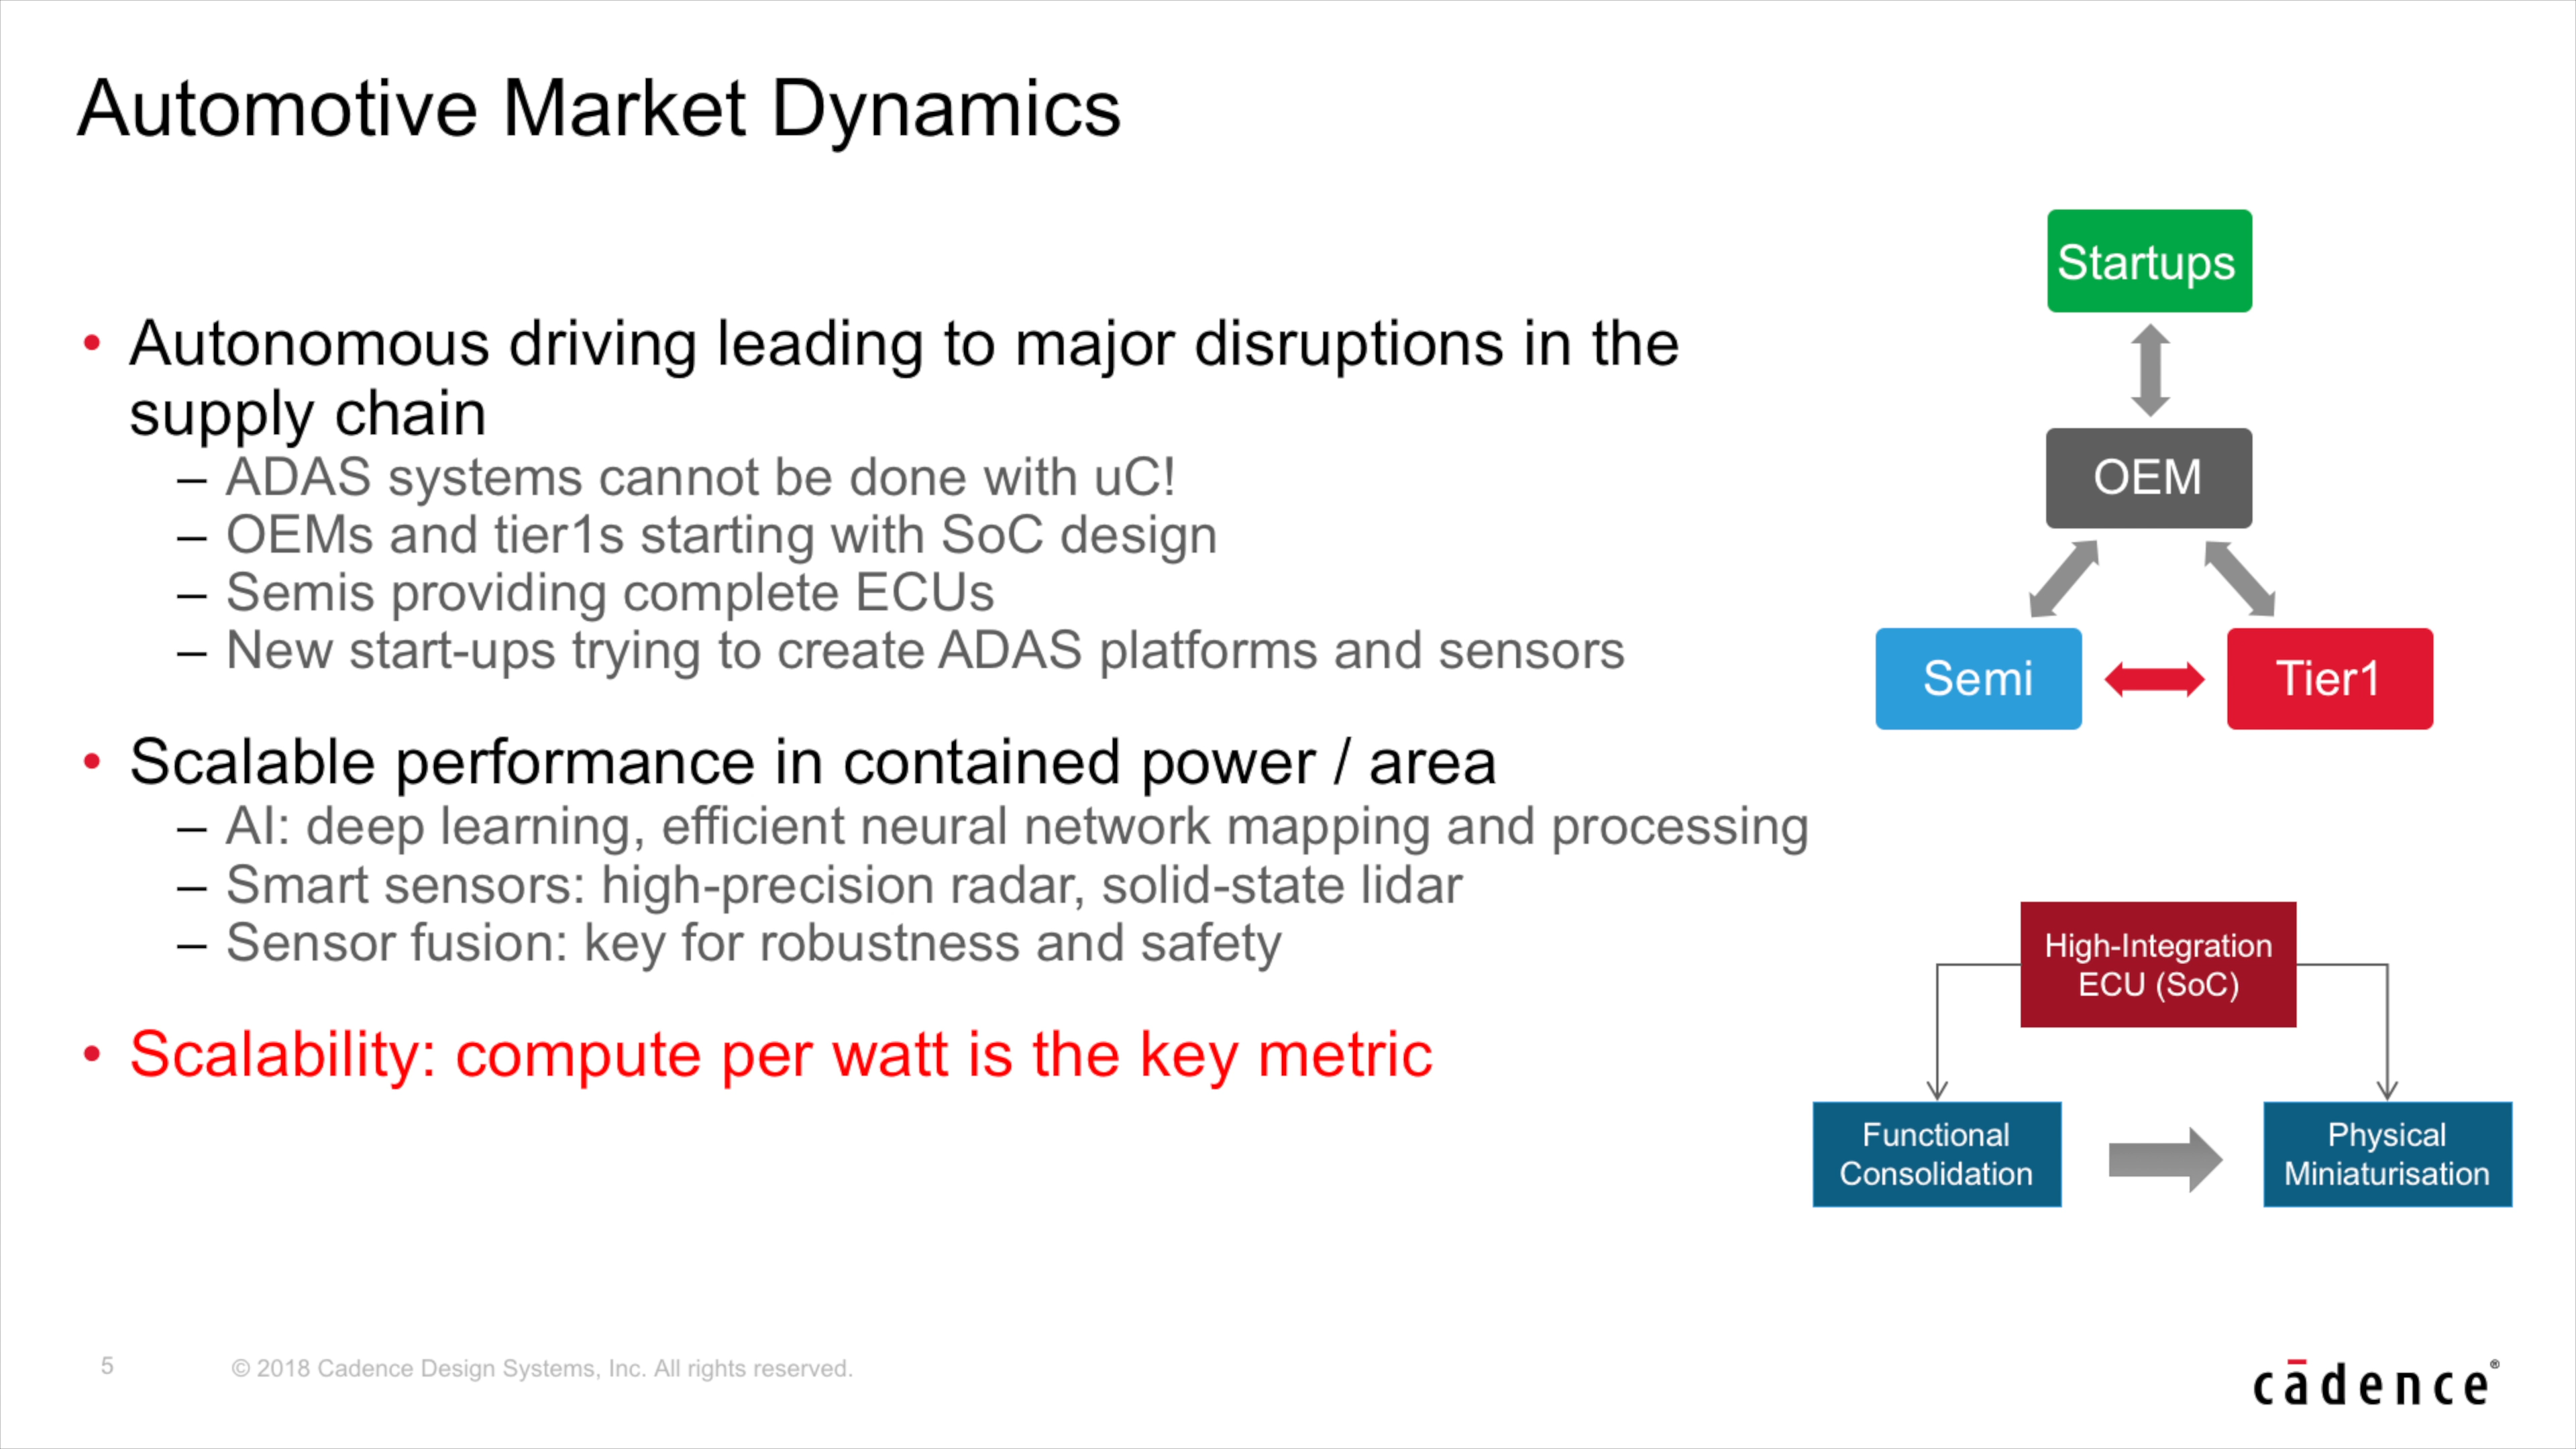 Automotive Market Dynamics
• Autonomous driving leading to major disruptions in the
supply chain
– ADAS systems cannot be done with uC!
– OEMs and tier1s starting with SoC design
– Semis providing complete ECUs
– New start-ups trying to create ADAS platforms and sensors
• Scalable performance in contained power / area
– AI: deep learning, efficient neural network mapping and processing
– Smart sensors: high-precision radar, solid-state lidar
– Sensor fusion: key for robustness and safety
• Scalability: compute per watt is the key metric
Startups
OEM
Semi
Tier1
High-Integration
ECU (SoC)
Functional
Consolidation
Physical
Miniaturisation
5
© 2018 Cadence Design Systems, Inc. All rights reserved.
cādence®